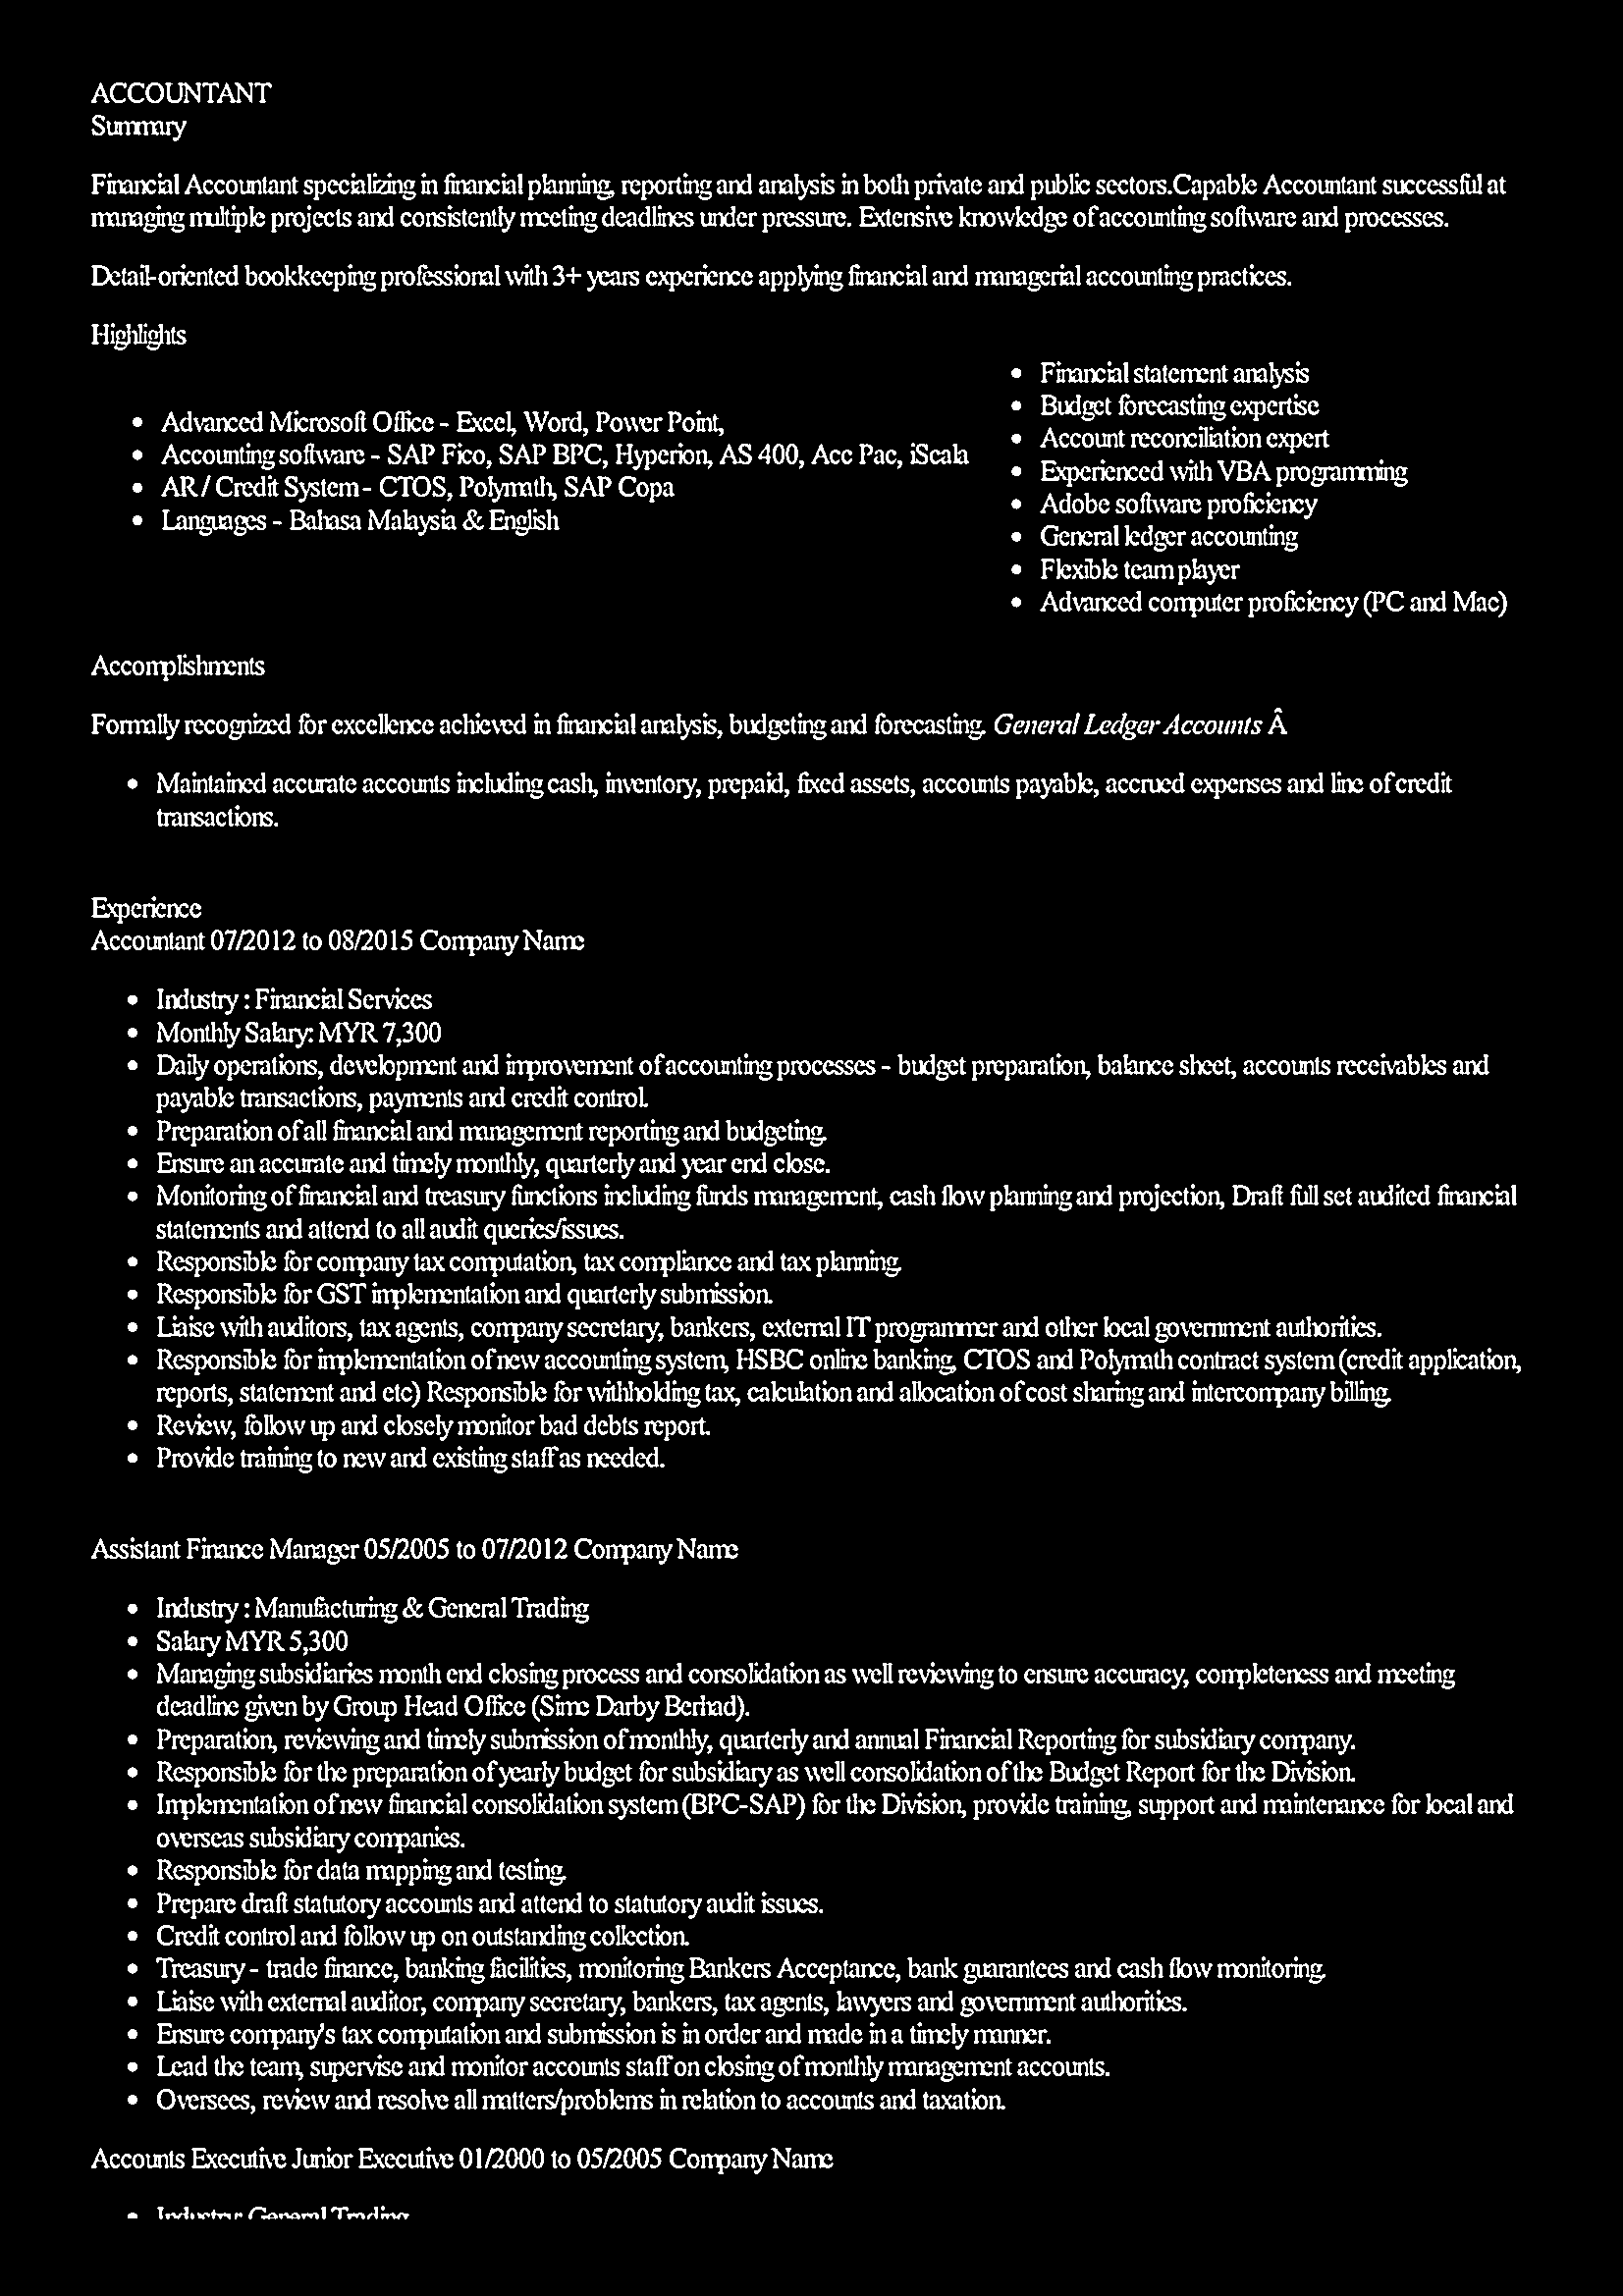 ACCOUNTANT
Summary
Financial Accountant specializing in financial planning, reporting and analysis in both private and public sectors.Capable Accountant successful at
managing multiple projects and consistently meeting deadlines under pressure. Extensive knowledge of accounting software and processes.
Detail-oriented bookkeeping professional with 3+ years experience applying financial and managerial accounting practices.
Highlights
Advanced Microsoft Office - Excel, Word, Power Point,
Accounting software - SAP Fico, SAP BPC, Hyperion, AS 400, Acc Pac, iScala
AR / Credit System - CTOS, Polymath, SAP Copa
Languages - Bahasa Malaysia & English
Financial statement analysis
Budget forecasting expertise
Account reconciliation expert
Experienced with VBA programming
Adobe software proficiency
General ledger accounting
Flexible team player
Advanced computer proficiency (PC and Mac)
Accomplishments
Formally recognized for excellence achieved in financial analysis, budgeting and forecasting. General Ledger Accounts Â
Maintained accurate accounts including cash, inventory, prepaid, fixed assets, accounts payable, accrued expenses and line of credit
transactions.
Experience
Accountant 07/2012 to 08/2015 Company Name
Industry : Financial Services
Monthly Salary: MYR 7,300
Daily operations, development and improvement of accounting processes - budget preparation, balance sheet, accounts receivables and
payable transactions, payments and credit control.
Preparation of all financial and management reporting and budgeting.
Ensure an accurate and timely monthly, quarterly and year end close.
Monitoring of financial and treasury functions including funds management, cash flow planning and projection, Draft full set audited financial
statements and attend to all audit queries/issues.
Responsible for company tax computation, tax compliance and tax planning.
Responsible for GST implementation and quarterly submission.
Liaise with auditors, tax agents, company secretary, bankers, external IT programmer and other local government authorities.
Responsible for implementation of new accounting system, HSBC online banking, CTOS and Polymath contract system (credit application,
reports, statement and etc) Responsible for withholding tax, calculation and allocation of cost sharing and intercompany billing.
Review, follow up and closely monitor bad debts report.
Provide training to new and existing staff as needed.
Assistant Finance Manager 05/2005 to 07/2012 Company Name
Industry : Manufacturing & General Trading
Salary MYR 5,300
Managing subsidiaries month end closing process and consolidation as well reviewing to ensure accuracy, completeness and meeting
deadline given by Group Head Office (Sime Darby Berhad).
Preparation, reviewing and timely submission of monthly, quarterly and annual Financial Reporting for subsidiary company.
Responsible for the preparation of yearly budget for subsidiary as well consolidation of the Budget Report for the Division.
Implementation of new financial consolidation system (BPC-SAP) for the Division, provide training, support and maintenance for local and
overseas subsidiary companies.
Responsible for data mapping and testing.
Prepare draft statutory accounts and attend to statutory audit issues.
Credit control and follow up on outstanding collection.
Treasury - trade finance, banking facilities, monitoring Bankers Acceptance, bank guarantees and cash flow monitoring.
Liaise with external auditor, company secretary, bankers, tax agents, lawyers and government authorities.
Ensure company's tax computation and submission is in order and made in a timely manner.
Lead the team, supervise and monitor accounts staff on closing of monthly management accounts.
Oversees, review and resolve all matters/problems in relation to accounts and taxation.
Accounts Executive Junior Executive 01/2000 to 05/2005 Company Name
Industry: General Trading